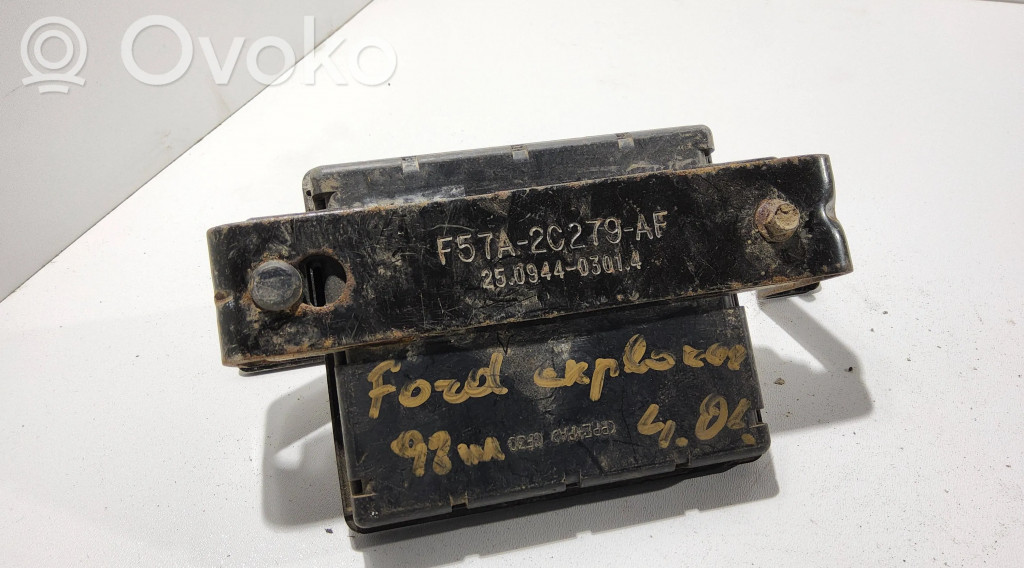 Ovoko
F57A-2C279-AF
25.0944-0301.4
Ford explorer
98m 4.0L